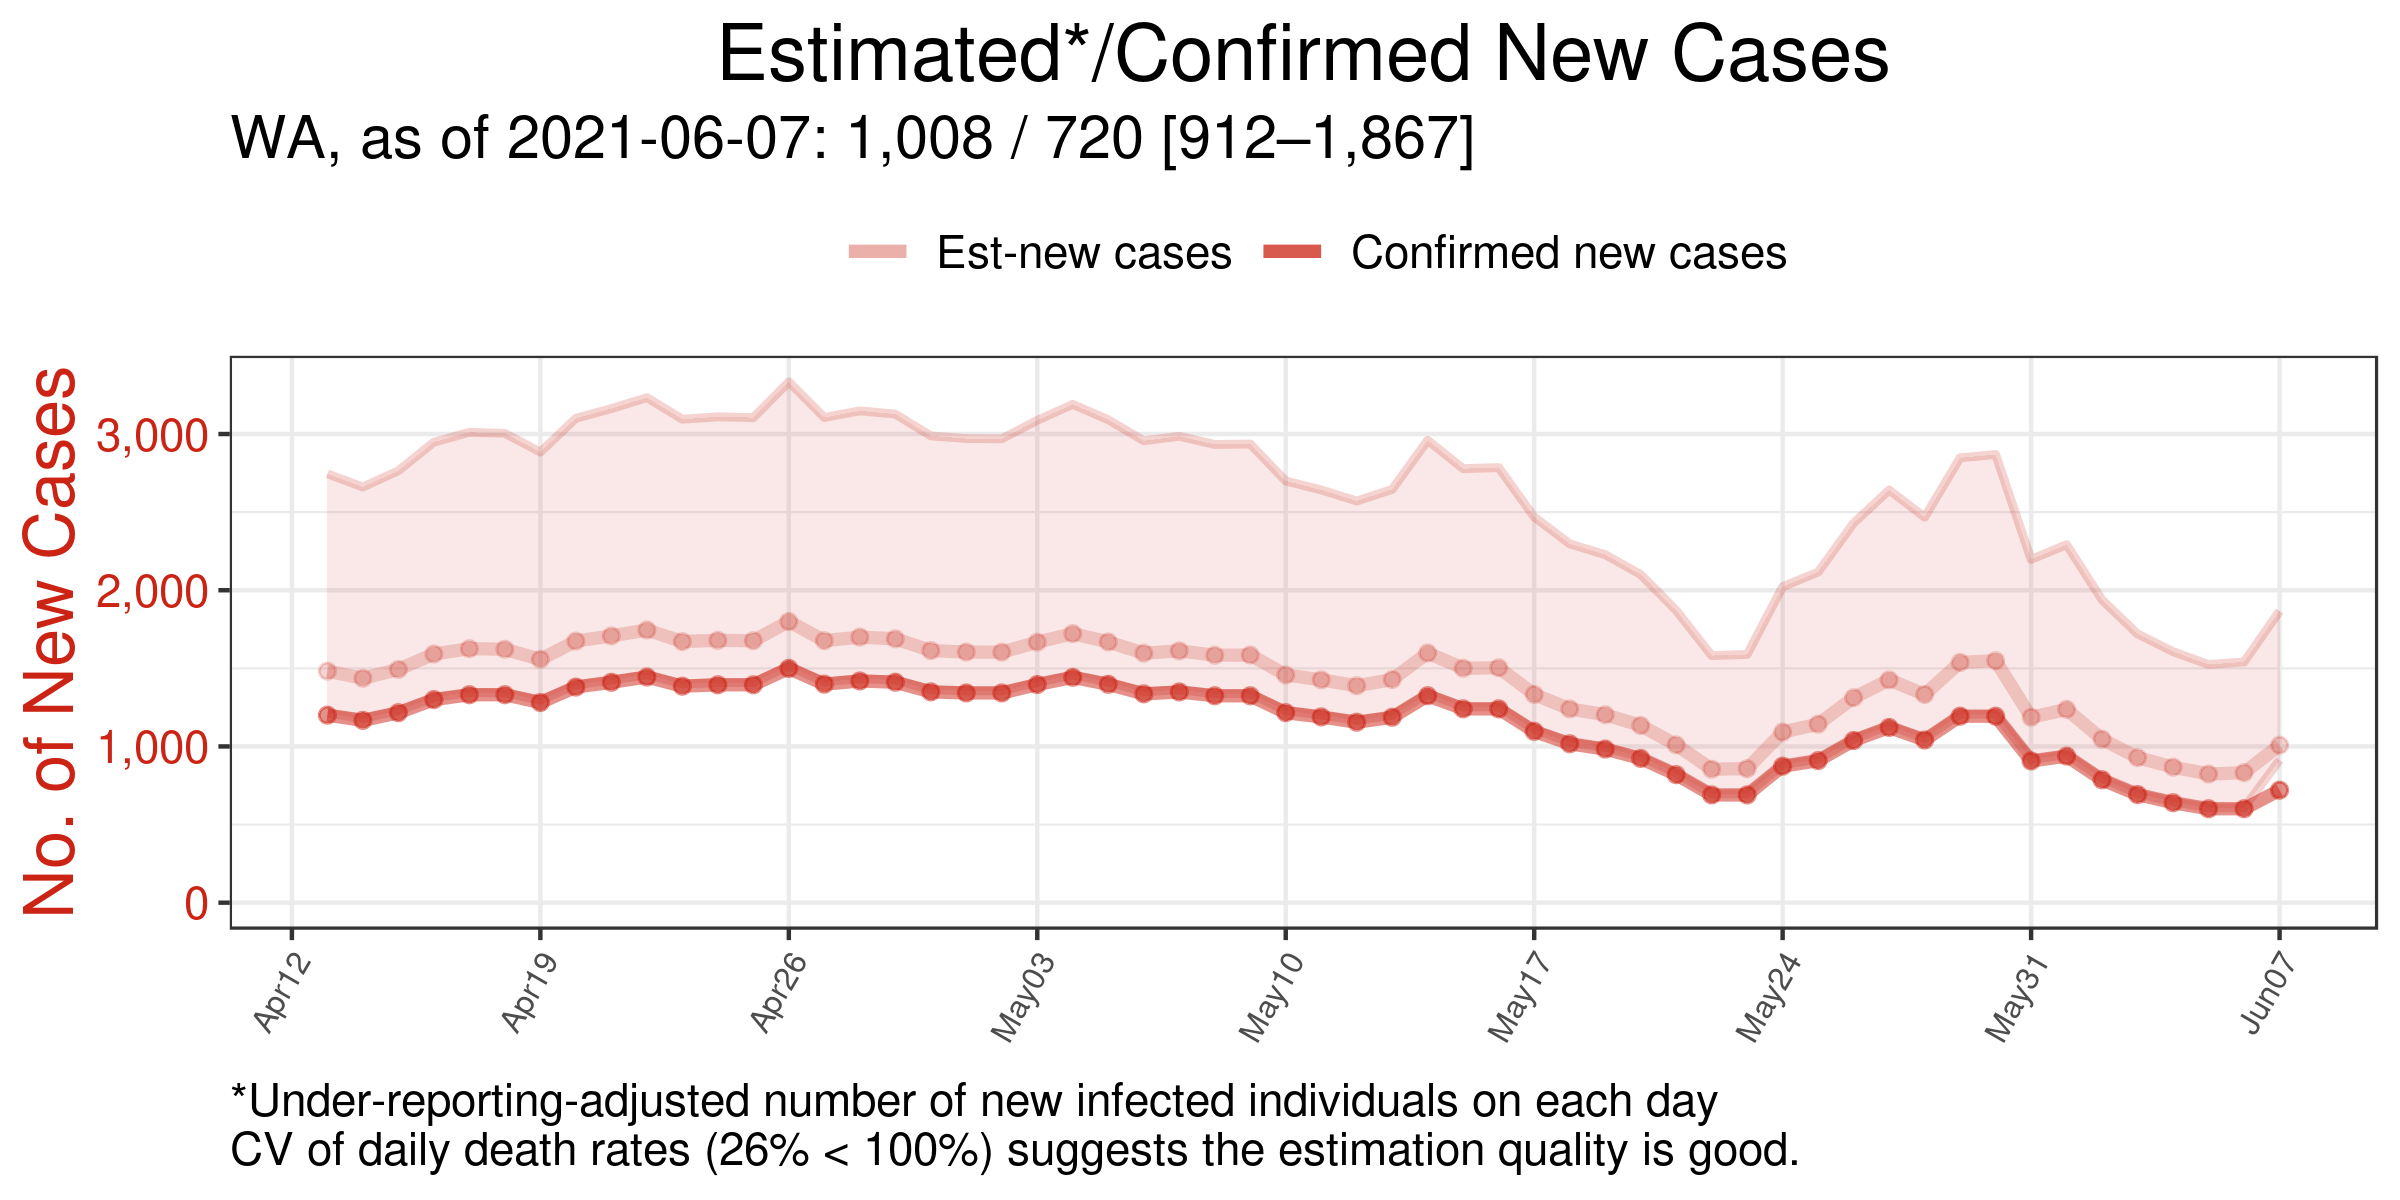 Estimated*/Confirmed New Cases
WA, as of 2021-06-07: 1,008 / 720 [912–1,867]
Est-new cases
Confirmed new cases
No. of New Cases
3,000
2,000
1,000
0
Apr12
Apr19
Apr26
May03
May10
May17
May24
May31
Jun07
*Under-reporting-adjusted number of new infected individuals on each day
CV of daily death rates (26% < 100%) suggests the estimation quality is good.